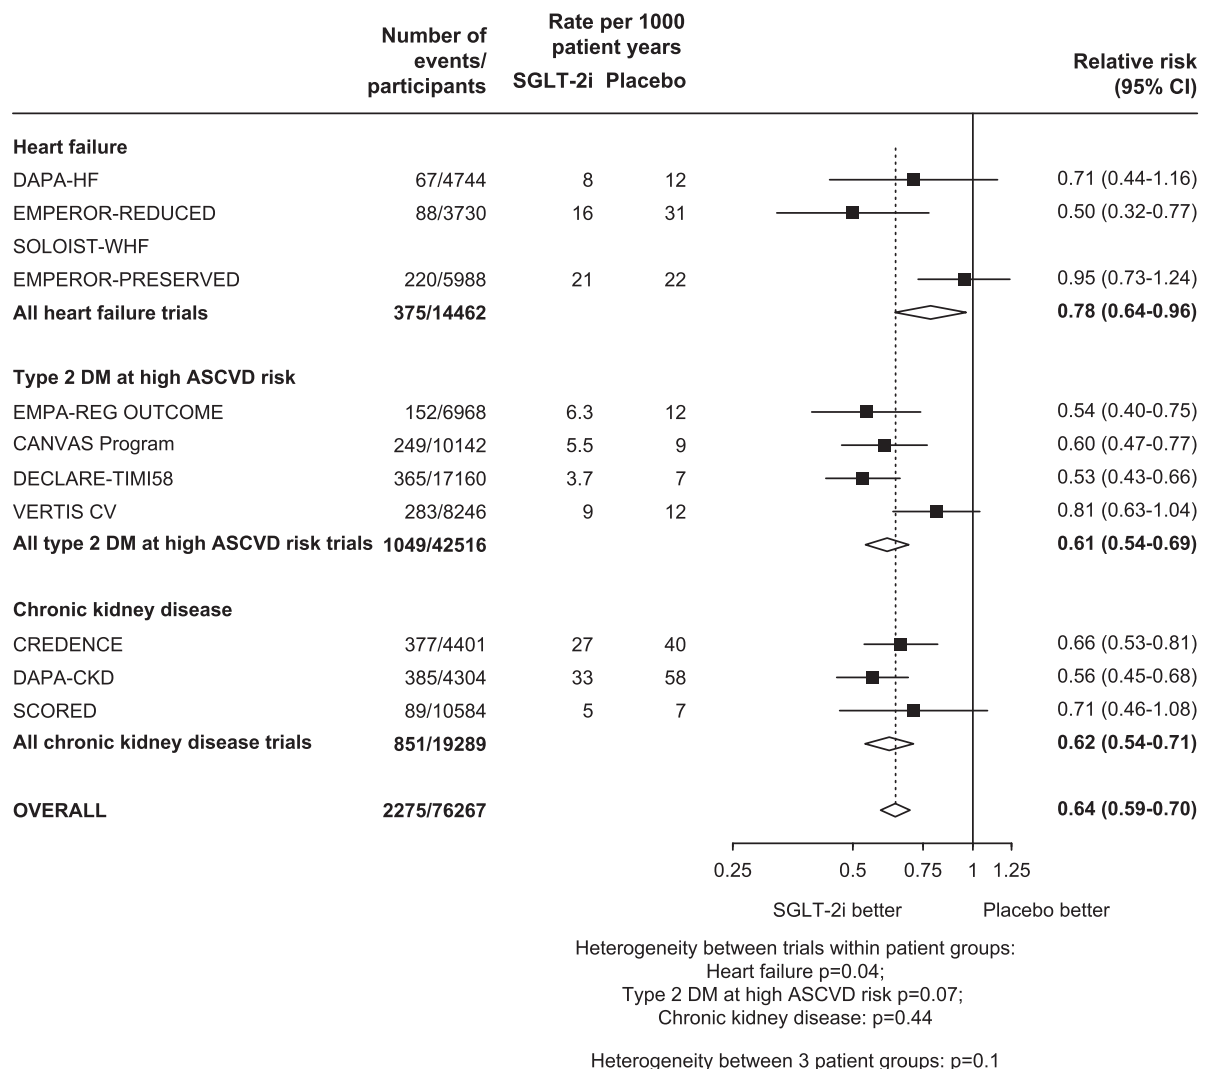 Number of events/ participants
Rate per 1000 patient years
SGLT-2i Placebo
Relative risk (95% CI)
Heart failure
DAPA-HF 67/4744 8 12 0.71 (0.44-1.16)
EMPEROR-REDUCED 88/3730 16 31 0.50 (0.32-0.77)
SOLOIST-WHF
EMPEROR-PRESERVED 220/5988 21 22 0.95 (0.73-1.24)
All heart failure trials 375/14462 0.78 (0.64-0.96)
Type 2 DM at high ASCVD risk
EMPA-REG OUTCOME 152/6968 6.3 12 0.54 (0.40-0.75)
CANVAS Program 249/10142 5.5 9 0.60 (0.47-0.77)
DECLARE-TIMI58 365/17160 3.7 7 0.53 (0.43-0.66)
VERTIS CV 283/8246 9 12 0.81 (0.63-1.04)
All type 2 DM at high ASCVD risk trials 1049/42516 0.61 (0.54-0.69)
Chronic kidney disease
CREDENCE 377/4401 27 40 0.66 (0.53-0.81)
DAPA-CKD 385/4304 33 58 0.56 (0.45-0.68)
SCORED 89/10584 5 7 0.71 (0.46-1.08)
All chronic kidney disease trials 851/19289 0.62 (0.54-0.71)
OVERALL 2275/76267 0.64 (0.59-0.70)
0.25 0.5 0.75 1 1.25
SGLT-2i better Placebo better
Heterogeneity between trials within patient groups:
Heart failure p=0.04;
Type 2 DM at high ASCVD risk p=0.07;
Chronic kidney disease: p=0.44
Heterogeneity between 3 patient groups: p=0.1